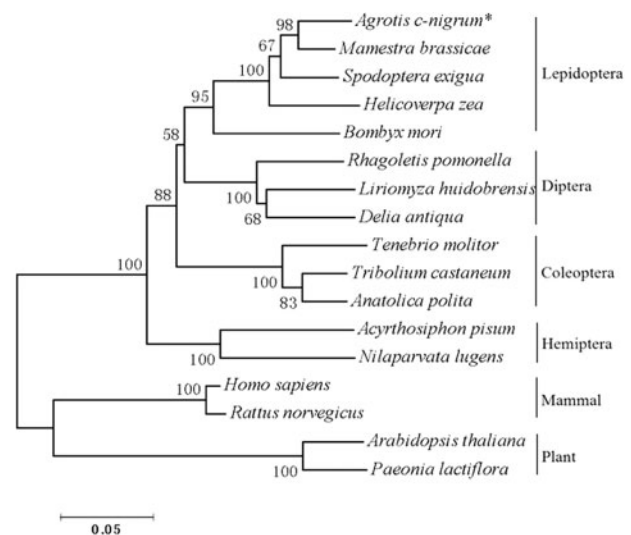 98
Agrotis c-nigrum*
67
Mamestra brassicae
100
Spodoptera exigua
Lepidoptera
95
Helicoverpa zea
58
Bombyx mori
Rhagoletis pomonella
88
100
Liriomyza huidobrensis
Diptera
68
Delia antiqua
Tenebrio molitor
100
100
Tribolium castaneum
Coleoptera
83
Anatolica polita
Acyrthosiphon pisum
Hemiptera
100
Nilaparvata lugens
100
Homo sapiens
Mammal
Rattus norvegicus
Arabidopsis thaliana
Plant
100
Paeonia lactiflora
0.05